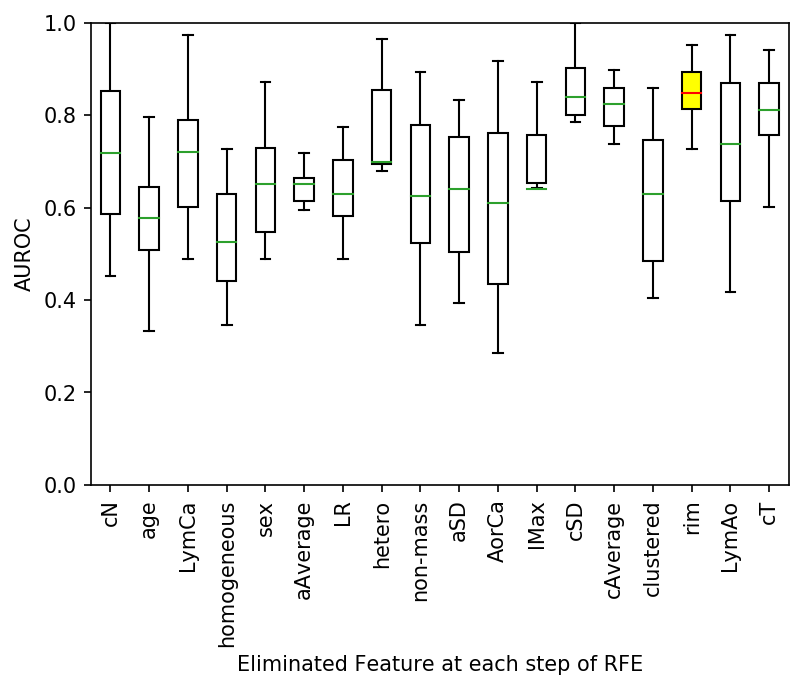 1.0
0.8
0.6
0.4
0.2
0.0
AUROC
cN
age
LymCa
homogeneous
sex
aAverage
LR
hetero
non-mass
aSD
AorCa
lMax
cSD
cAverage
clustered
rim
LymAo
cT
Eliminated Feature at each step of RFE